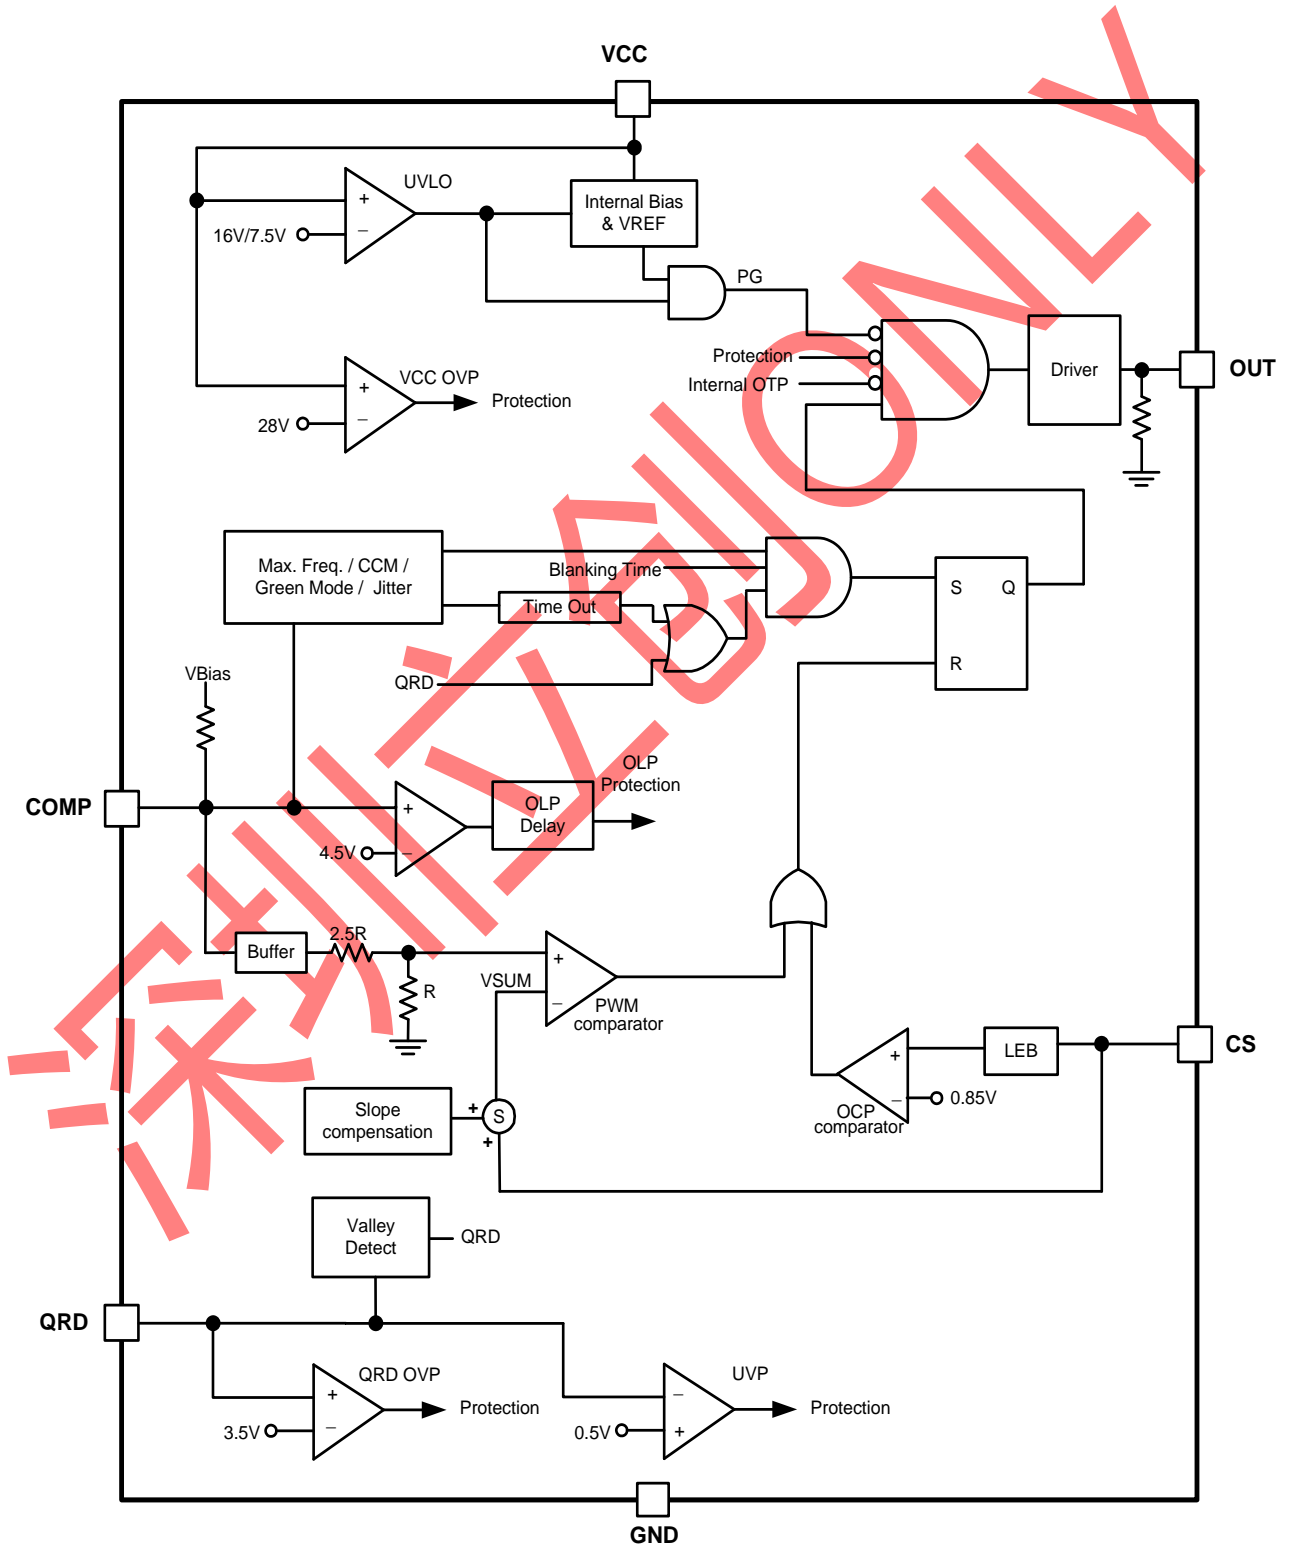 VCC
UVLO
+
−
16V/7.5V
Internal Bias
& VREF
PG
Protection
Internal OTP
Driver
OUT
VCC OVP
+
−
28V
Protection
Max. Freq. / CCM /
Green Mode / Jitter
Blanking Time
Time Out
QRD
S Q
R
VBias
COMP
+
−
4.5V
OLP
Delay
OLP
Protection
Buffer
2.5R
R
VSUM
+
−
PWM
comparator
LEB
CS
+
−
0.85V
OCP
comparator
Slope
compensation
+
S
+
Valley
Detect
QRD
QRD
QRD OVP
+
−
3.5V
Protection
UVP
−
+
0.5V
Protection
GND
深圳立创 ONLY